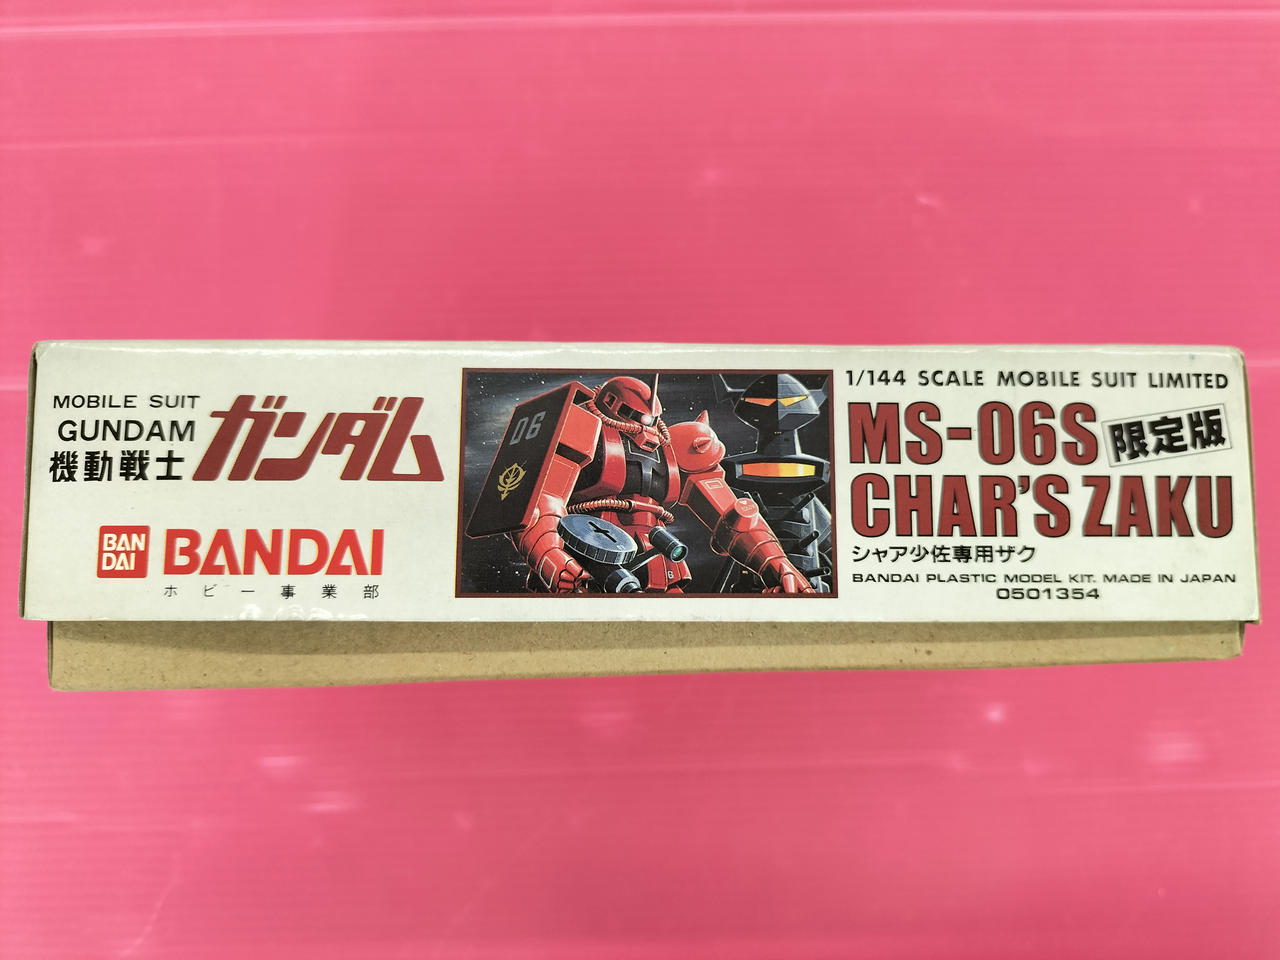 MOBILE SUIT
GUNDAM
機動戦士
ガンダム
BAN
DAI
BANDAI
ホビー事業部
06
1/144 SCALE MOBILE SUIT LIMITED
MS-06S
限定版
CHAR'S ZAKU
シャア少佐専用ザク
BANDAI PLASTIC MODEL KIT. MADE IN JAPAN
0501354